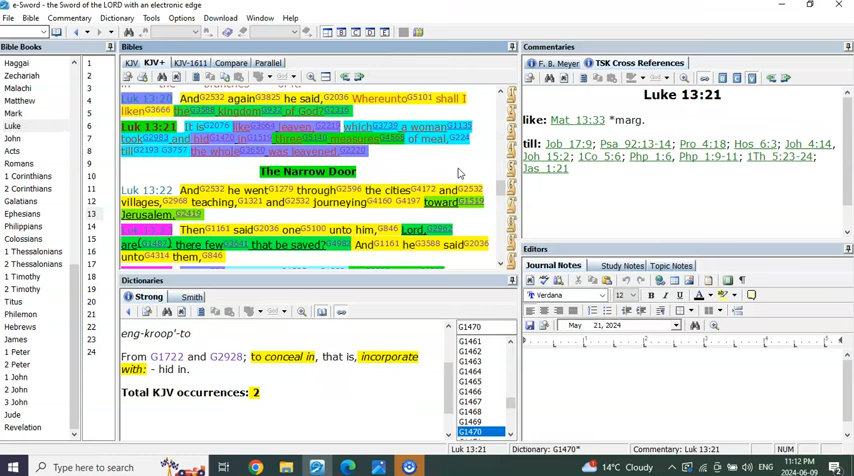 e-Sword - the Sword of the LORD with an electronic edge
File Bible Commentary Dictionary Tools Options Download Window Help
B C D E
Bible Books
Haggai
Zechariah
Malachi
Matthew
Mark
Luke
John
Acts
Romans
1 Corinthians
2 Corinthians
Galatians
Ephesians
Philippians
Colossians
1 Thessalonians
2 Thessalonians
1 Timothy
2 Timothy
Titus
Philemon
Hebrews
James
1 Peter
2 Peter
1 John
2 John
3 John
Jude
Revelation
1
2
3
4
5
6
7
8
9
10
11
12
13
14
15
16
17
18
19
20
21
22
23
24
Bibles
KJV KJV+ KJV-1611 Compare Parallel
Luk 13:20 And G2532 again G3825 he said, G2036 Whereunto G5101 shall I
liken G3666 the G3588 kingdom G932 of God? G2316
Luk 13:21 It is G2076 like G3664 leaven, G2219 which G3739 a woman G1135
took G2983 and hid G1470 in G1519 three G5140 measures G4568 of meal, G224
till G2193 G3757 the whole G3650 was leavened. G2220
The Narrow Door
Luk 13:22 And G2532 he went G1279 through G2596 the cities G4172 and G2532
villages, G2968 teaching, G1321 and G2532 journeying G4160 G4197 toward G1519
Jerusalem. G2419
Luk 13:23 Then G1161 said G2036 one G5100 unto him, G846 Lord, G2962
are (G1487) there few G3641 that be saved? G4982 And G1161 he G3588 said G2036
unto G4314 them, G846
Dictionaries
Strong Smith
eng-kroop'-to
From G1722 and G2928; to conceal in, that is, incorporate
with: - hid in.
Total KJV occurrences: 2
G1470
G1461
G1462
G1463
G1464
G1465
G1466
G1467
G1468
G1469
G1470
Commentaries
F. B. Meyer TSK Cross References
Luke 13:21
like: Mat 13:33 *marg.
till: Job 17:9; Psa 92:13-14; Pro 4:18; Hos 6:3; Joh 4:14,
Joh 15:2; 1Co 5:6; Php 1:6, Php 1:9-11; 1Th 5:23-24;
Jas 1:21
Editors
Journal Notes Study Notes Topic Notes
Verdana 12 B I U A
May 21, 2024
1 2 3 4 5
Luk 13:21 Dictionary: G1470* Commentary: Luk 13:21 NUM
Type here to search
14°C Cloudy ENG 11:12 PM
2024-06-09